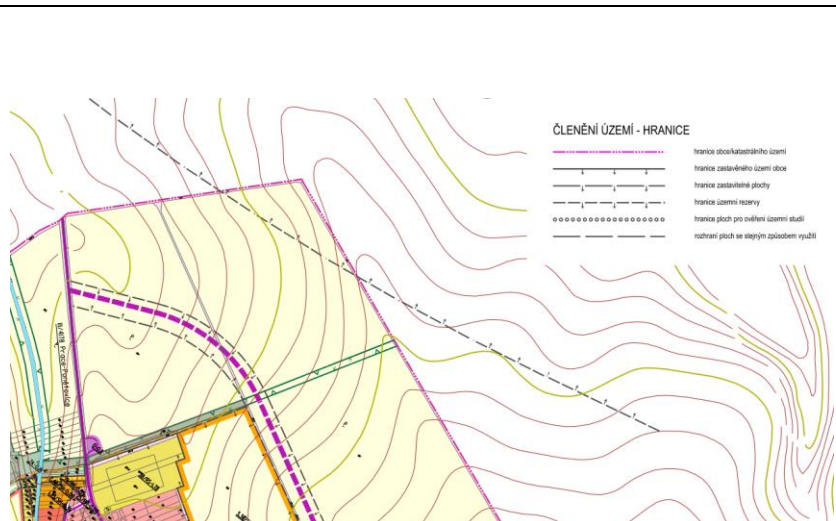 ČLENĚNÍ ÚZEMÍ - HRANICE
hranice obce/katastrálního území
hranice zastavěného území obce
hranice zastavitelné plochy
hranice územní rezervy
hranice ploch pro ověření územní studií
rozhraní ploch se stejným způsobem využití